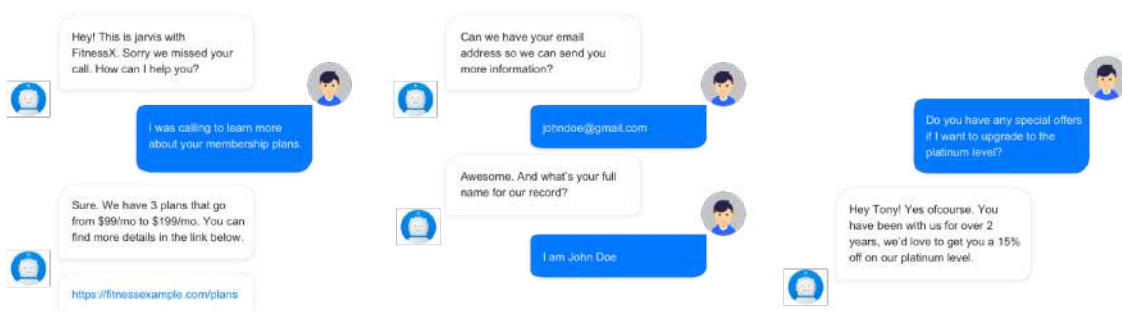 Hey! This is jarvis with
FitnessX. Sorry we missed your
call. How can I help you?
I was calling to learn more
about your membership plans.
Sure. We have 3 plans that go
from $99/mo to $199/mo. You can
find more details in the link below.
https://fitnessexample.com/plans
Can we have your email
address so we can send you
more information?
johndoe@gmail.com
Awesome. And what's your full
name for our record?
I am John Doe
Do you have any special offers
if I want to upgrade to the
platinum level?
Hey Tony! Yes ofcourse. You
have been with us for over 2
years, we'd love to get you a 15%
off on our platinum level.